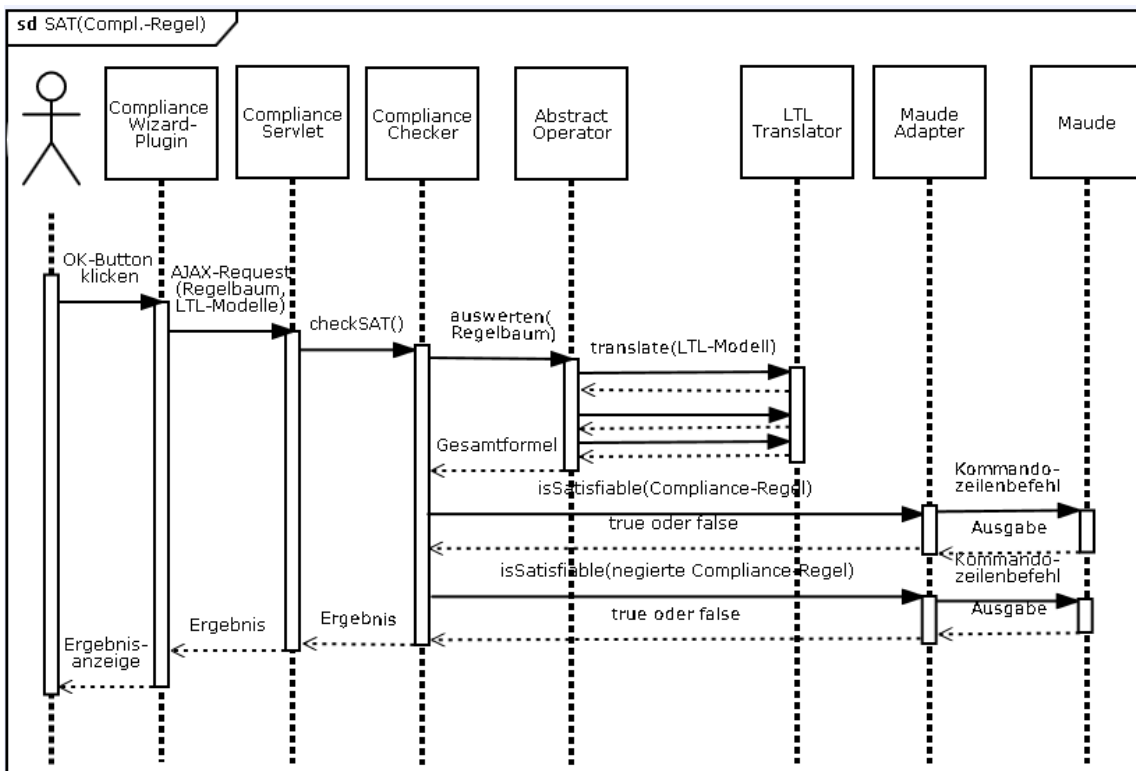 sd SAT(Compl.-Regel)
Compliance
Wizard-
Plugin
Compliance
Servlet
Compliance
Checker
Abstract
Operator
LTL
Translator
Maude
Adapter
Maude
OK-Button
klicken
AJAX-Request
(Regelbaum,
LTL-Modelle)
checkSAT()
auswerten(
Regelbaum)
translate(LTL-Modell)
Gesamtformel
isSatisfiable(Compliance-Regel)
Kommando-
zeilenbefehl
true oder false
Ausgabe
isSatisfiable(negierte Compliance-Regel)
Kommando-
zeilenbefehl
true oder false
Ausgabe
Ergebnis
Ergebnis
Ergebnis-
anzeige